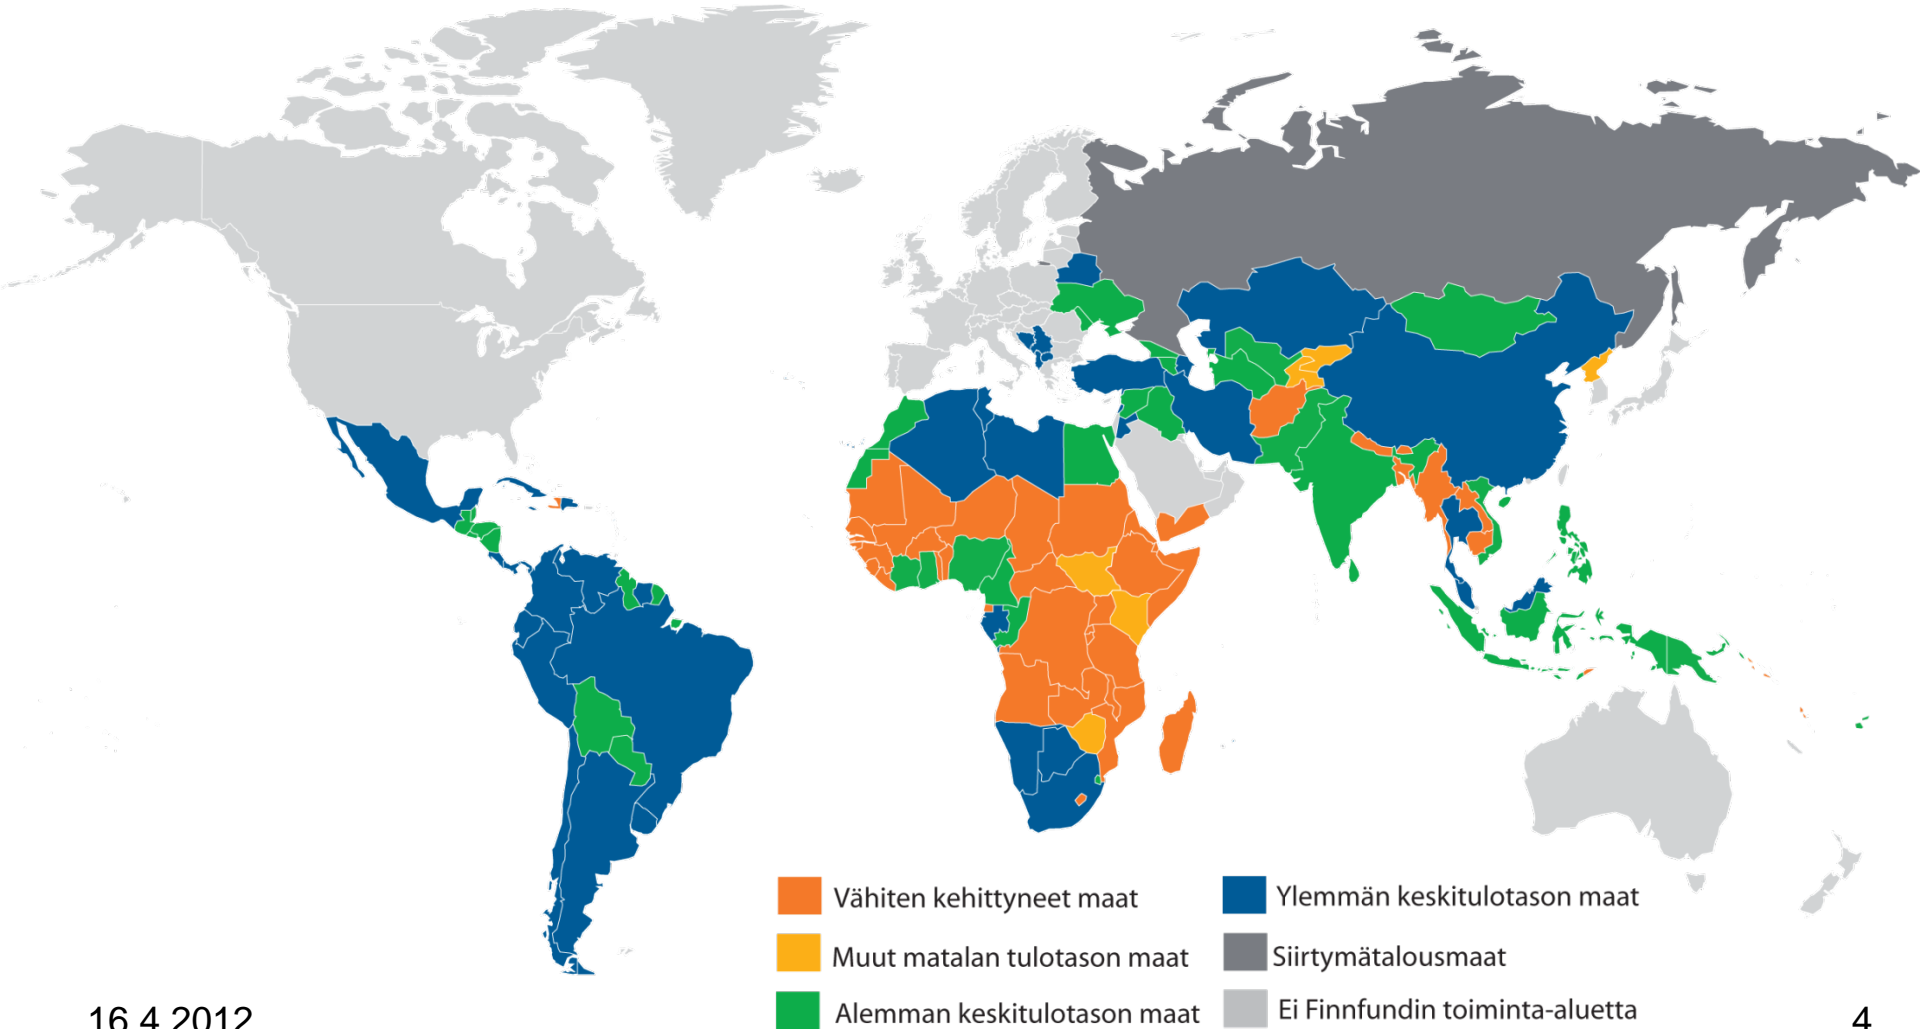 Vähiten kehittyneet maat
Muut matalan tulotason maat
Alemman keskitulotason maat
Ylemmän keskitulotason maat
Siirtymätalousmaat
Ei Finnfundin toiminta-aluetta
16.4.2012
4